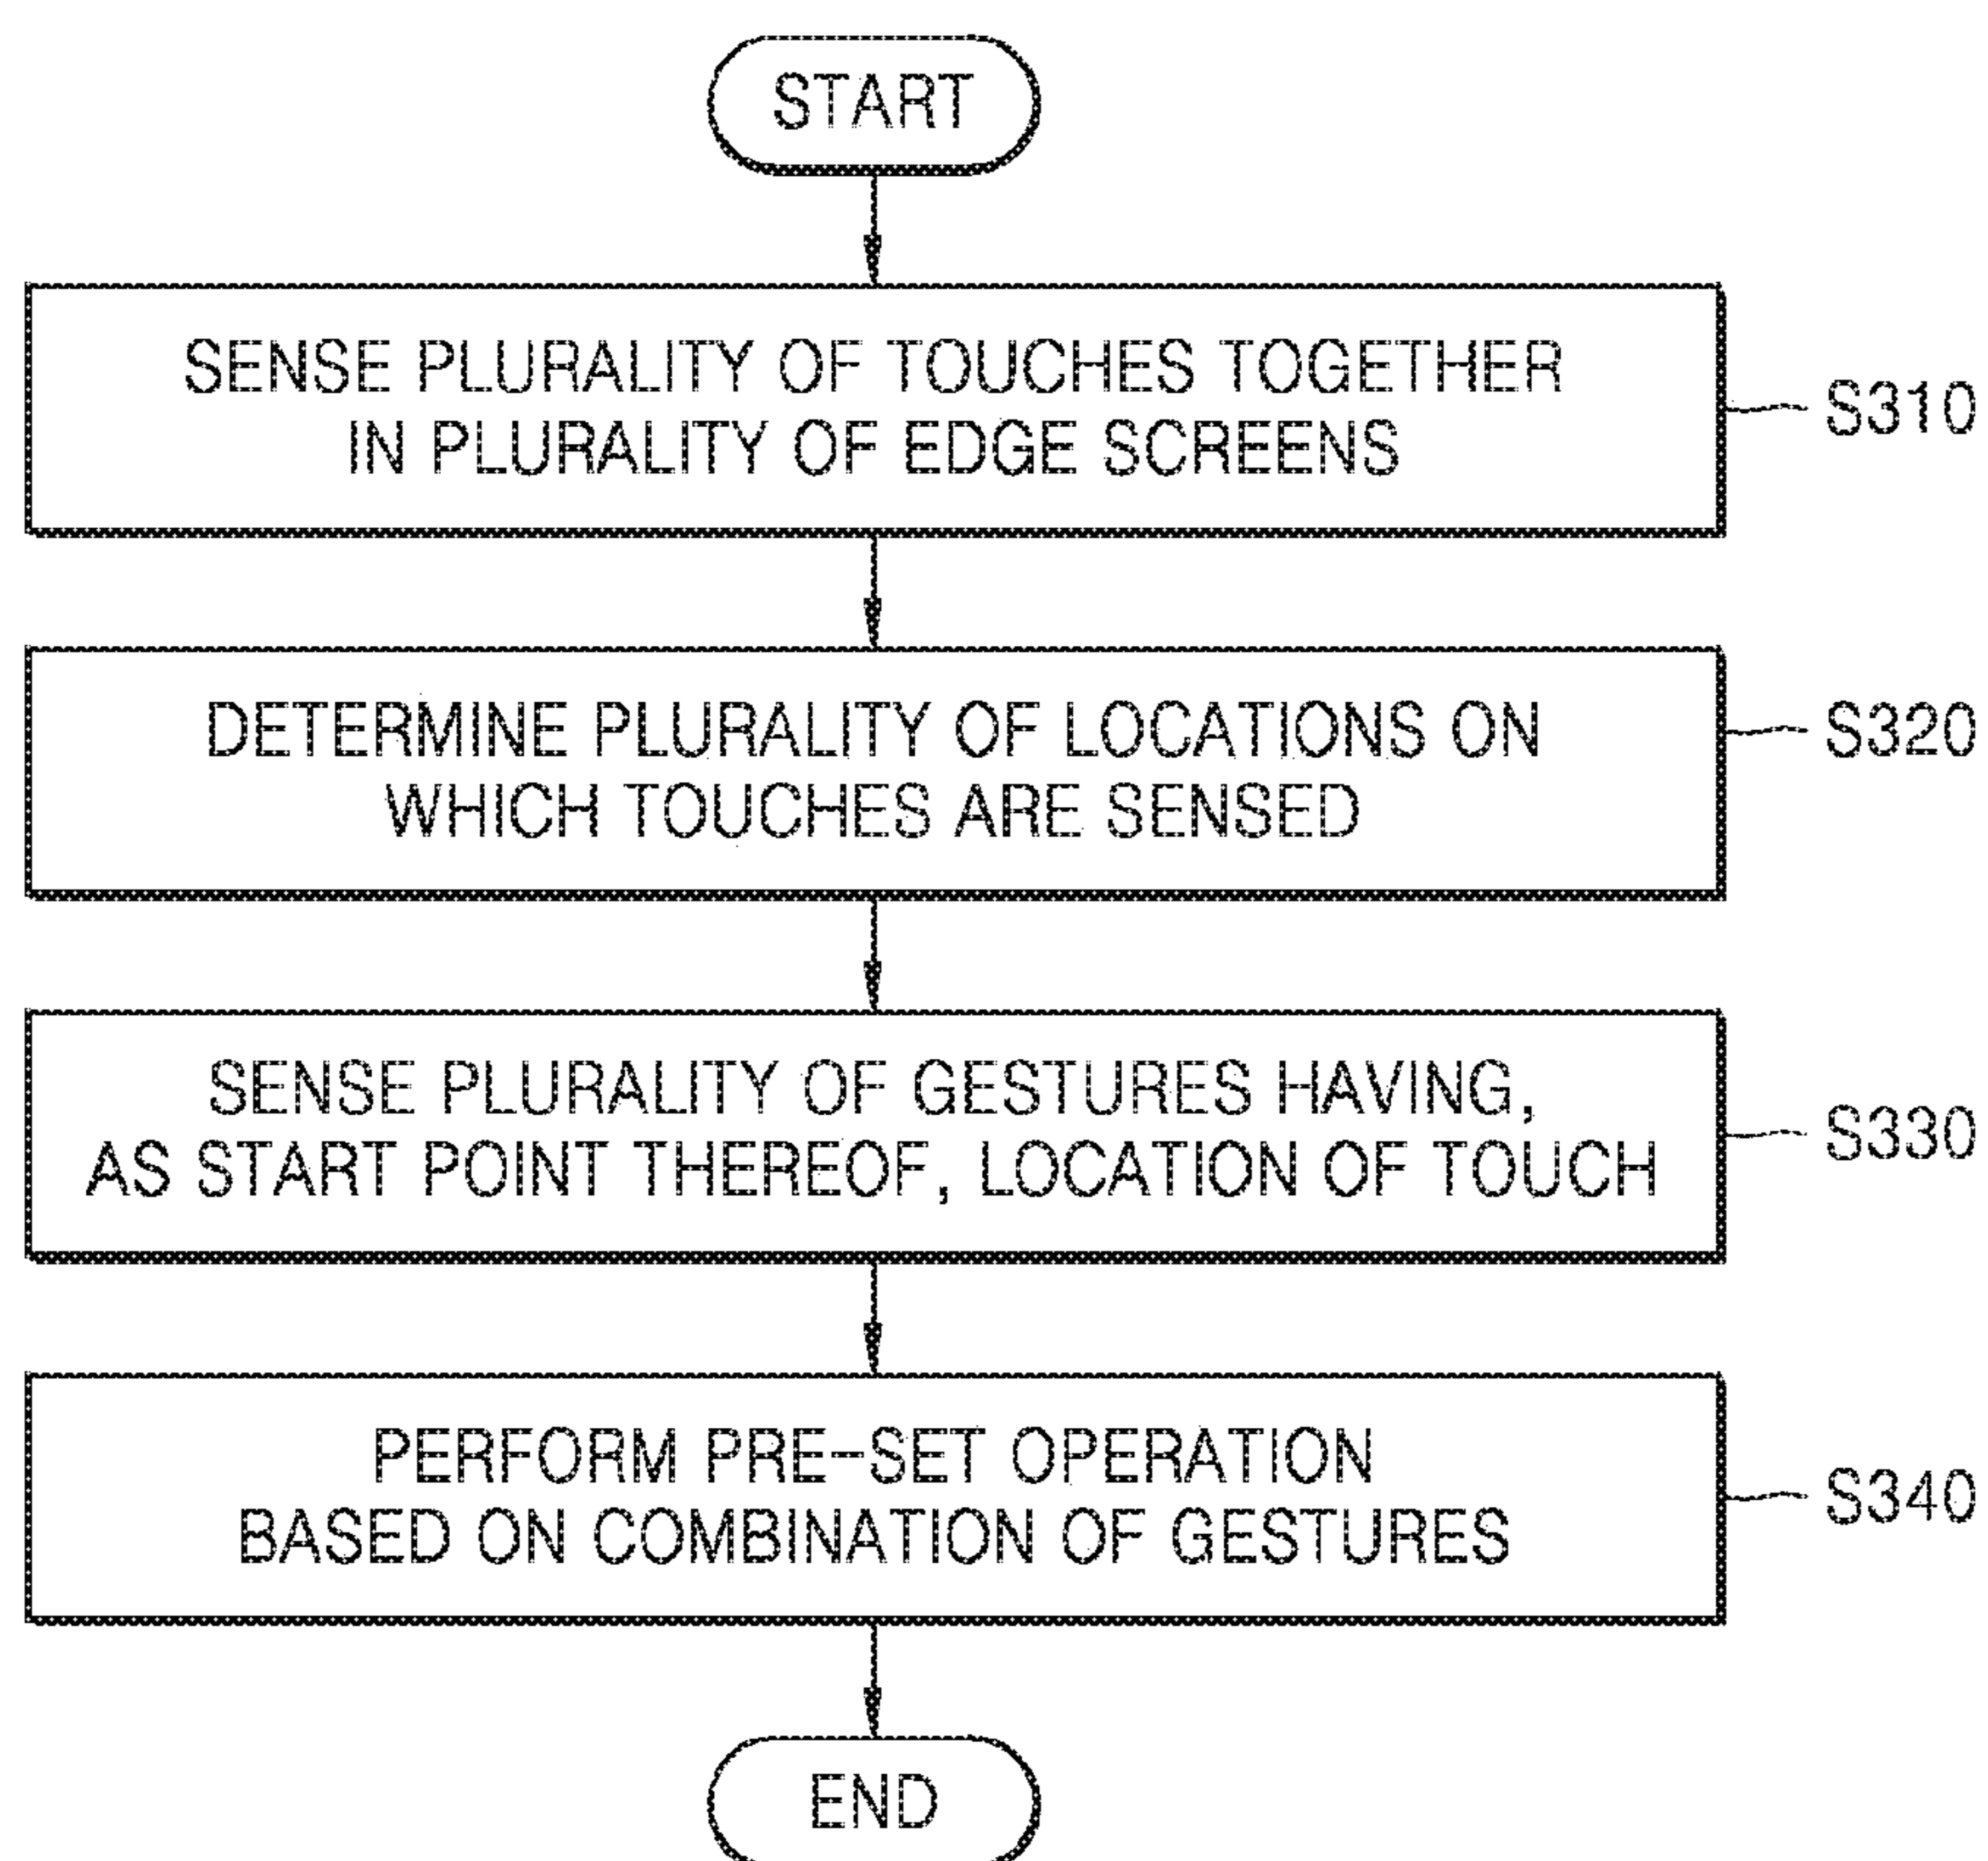 START
SENSE PLURALITY OF TOUCHES TOGETHER
IN PLURALITY OF EDGE SCREENS
S310
DETERMINE PLURALITY OF LOCATIONS ON
WHICH TOUCHES ARE SENSED
S320
SENSE PLURALITY OF GESTURES HAVING,
AS START POINT THEREOF, LOCATION OF TOUCH
S330
PERFORM PRE-SET OPERATION
BASED ON COMBINATION OF GESTURES
S340
END